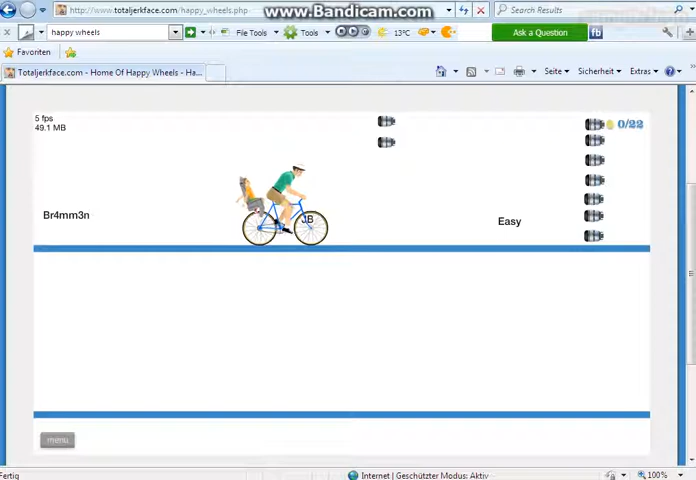 www.Bandicam.com
http://www.totaljerkface.com/happy_wheels.php
Search Results
happy wheels
File Tools
Tools
13°C
Ask a Question
fb
Favoriten
Totaljerkface.com - Home Of Happy Wheels - Ha...
Seite
Sicherheit
Extras
5 fps
49.1 MB
0/22
Br4mm3n
JB
Easy
menu
Fertig
Internet | Geschützter Modus: Aktiv
100%